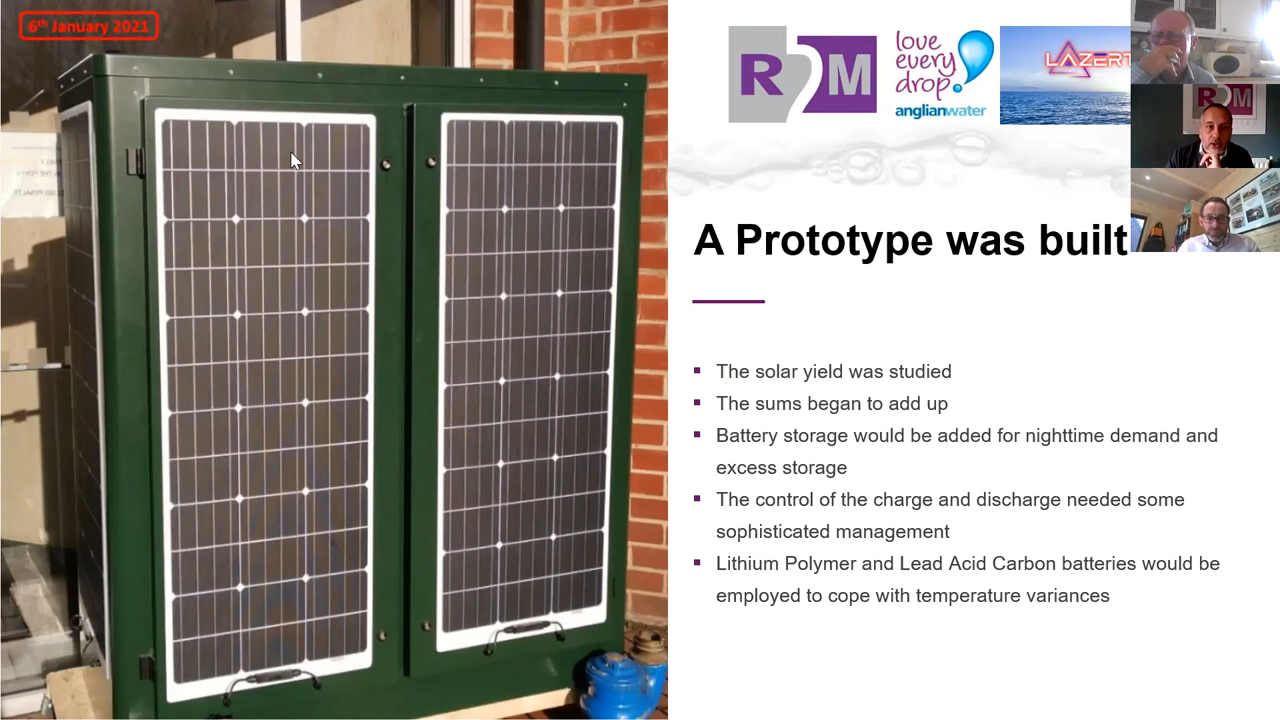 6th January 2021
R2M
love
every
drop
anglianwater
LAZERT
R2M
A Prototype was built
The solar yield was studied
The sums began to add up
Battery storage would be added for nighttime demand and
excess storage
The control of the charge and discharge needed some
sophisticated management
Lithium Polymer and Lead Acid Carbon batteries would be
employed to cope with temperature variances